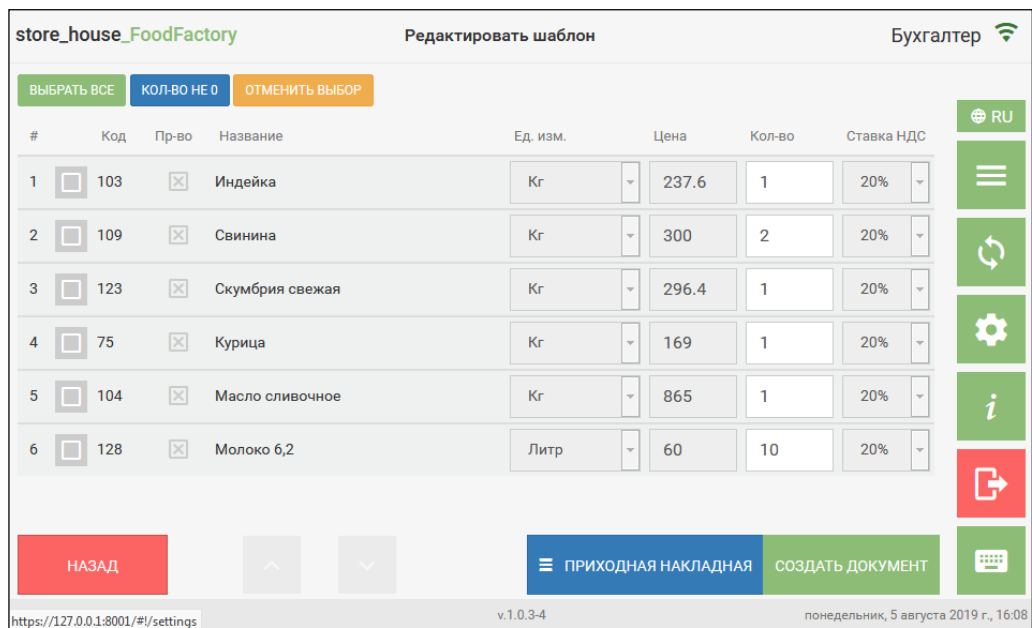 store_house_FoodFactory Редактировать шаблон Бухгалтер
ВЫБРАТЬ ВСЕ КОЛ-ВО НЕ 0 ОТМЕНИТЬ ВЫБОР
RU
# Код Пр-во Название Ед. изм. Цена Кол-во Ставка НДС
1 103 Индейка Кг 237.6 1 20%
2 109 Свинина Кг 300 2 20%
3 123 Скумбрия свежая Кг 296.4 1 20%
4 75 Курица Кг 169 1 20%
5 104 Масло сливочное Кг 865 1 20%
6 128 Молоко 6,2 Литр 60 10 20%
НАЗАД ПРИХОДНАЯ НАКЛАДНАЯ СОЗДАТЬ ДОКУМЕНТ
https://127.0.0.1:8001/#!/settings v.1.0.3-4 понедельник, 5 августа 2019 г., 16:08